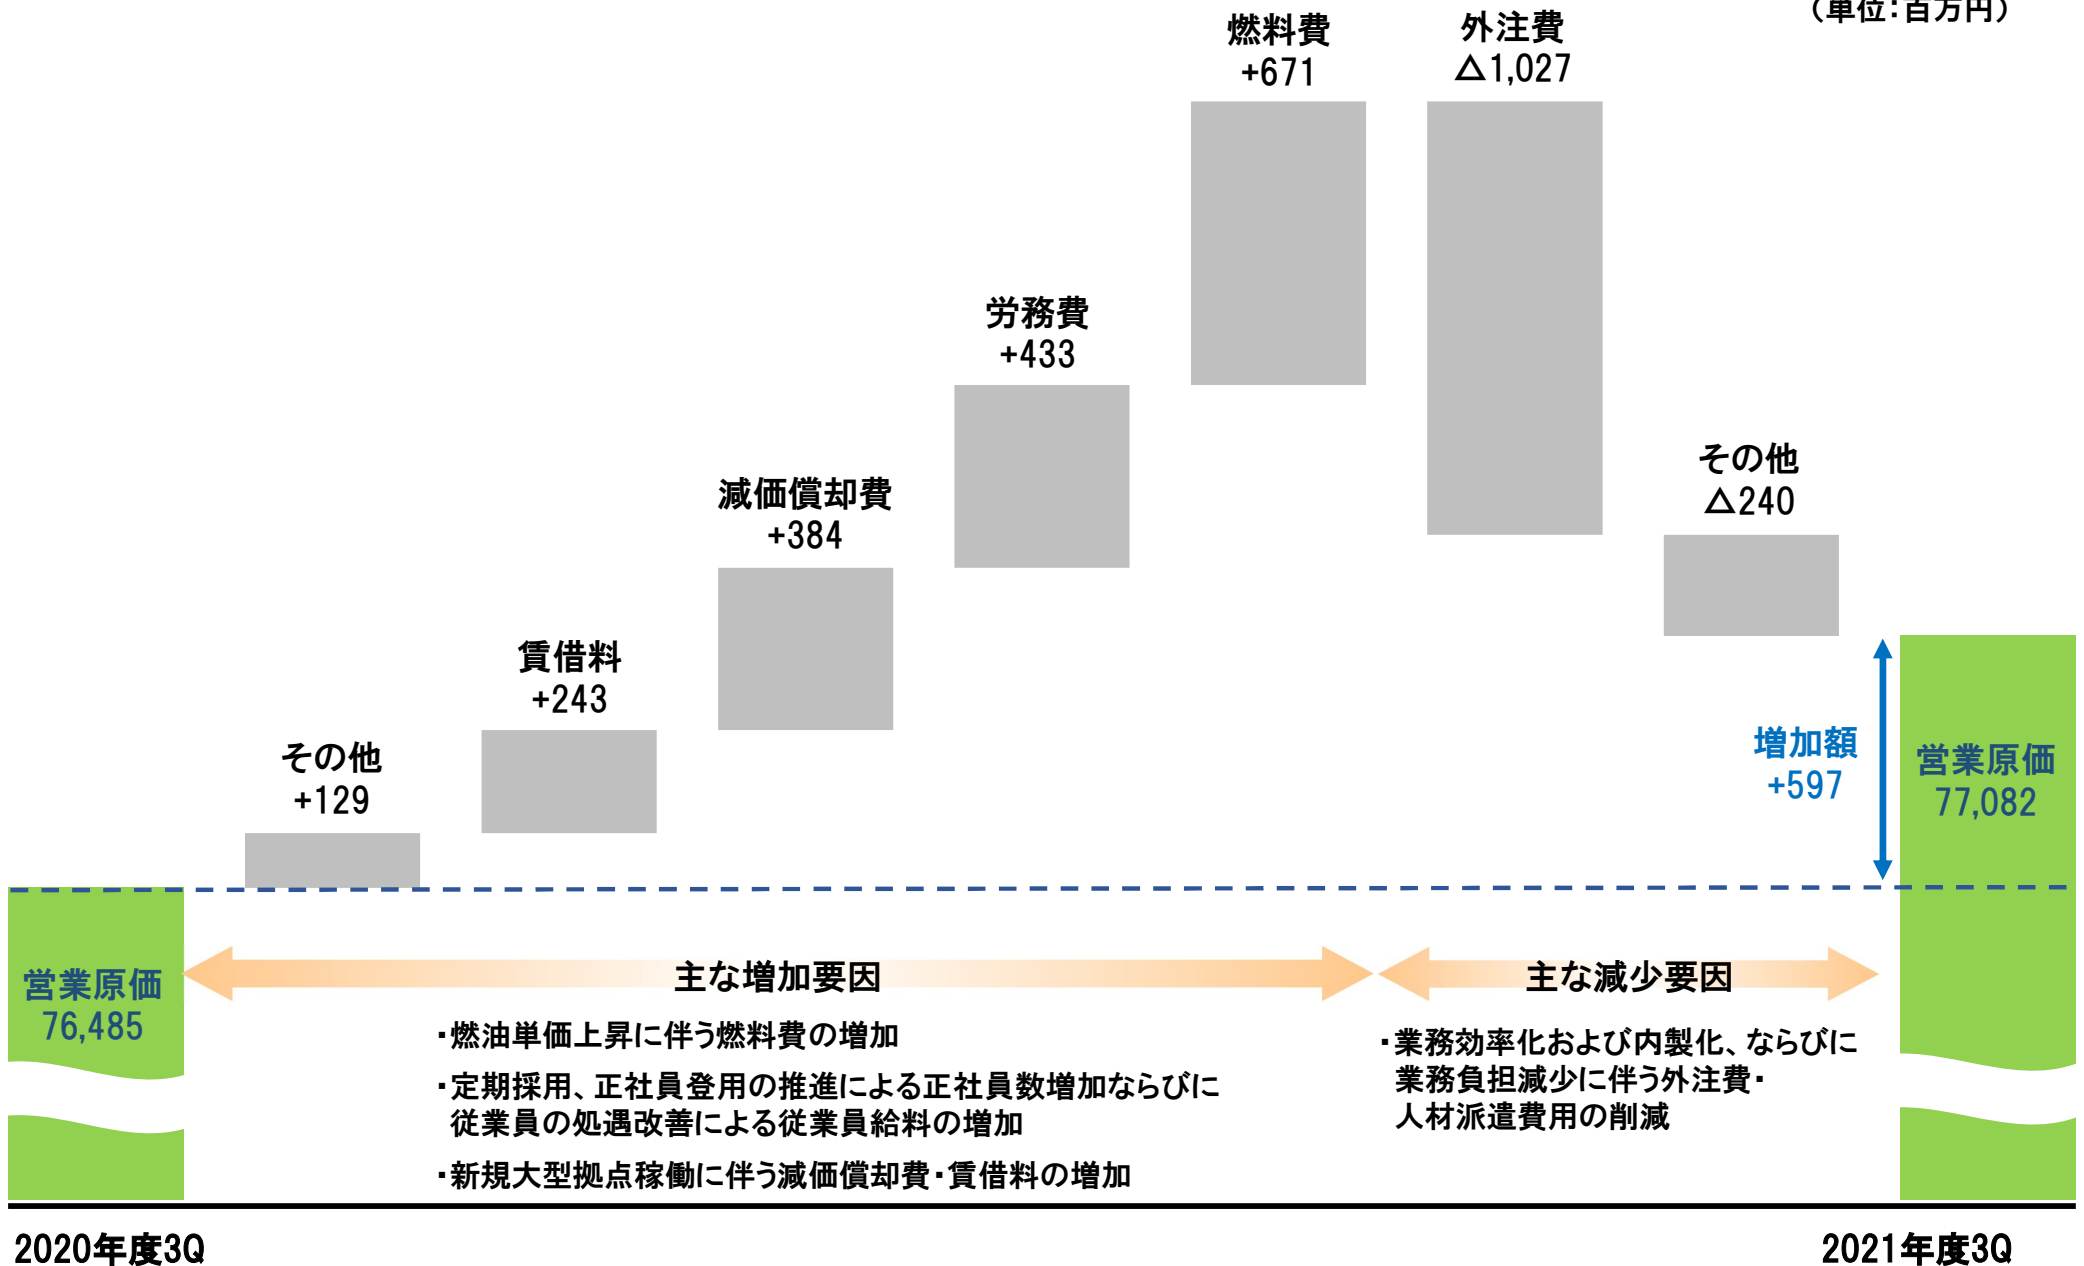 （単位：百万円）
燃料費
+671
外注費
△1,027
労務費
+433
その他
△240
減価償却費
+384
賃借料
+243
その他
+129
増加額
+597
営業原価
77,082
営業原価
76,485
主な増加要因
主な減少要因
・燃油単価上昇に伴う燃料費の増加
・定期採用、正社員登用の推進による正社員数増加ならびに
従業員の処遇改善による従業員給料の増加
・新規大型拠点稼働に伴う減価償却費・賃借料の増加
・業務効率化および内製化、ならびに
業務負担減少に伴う外注費・
人材派遣費用の削減
2020年度3Q
2021年度3Q